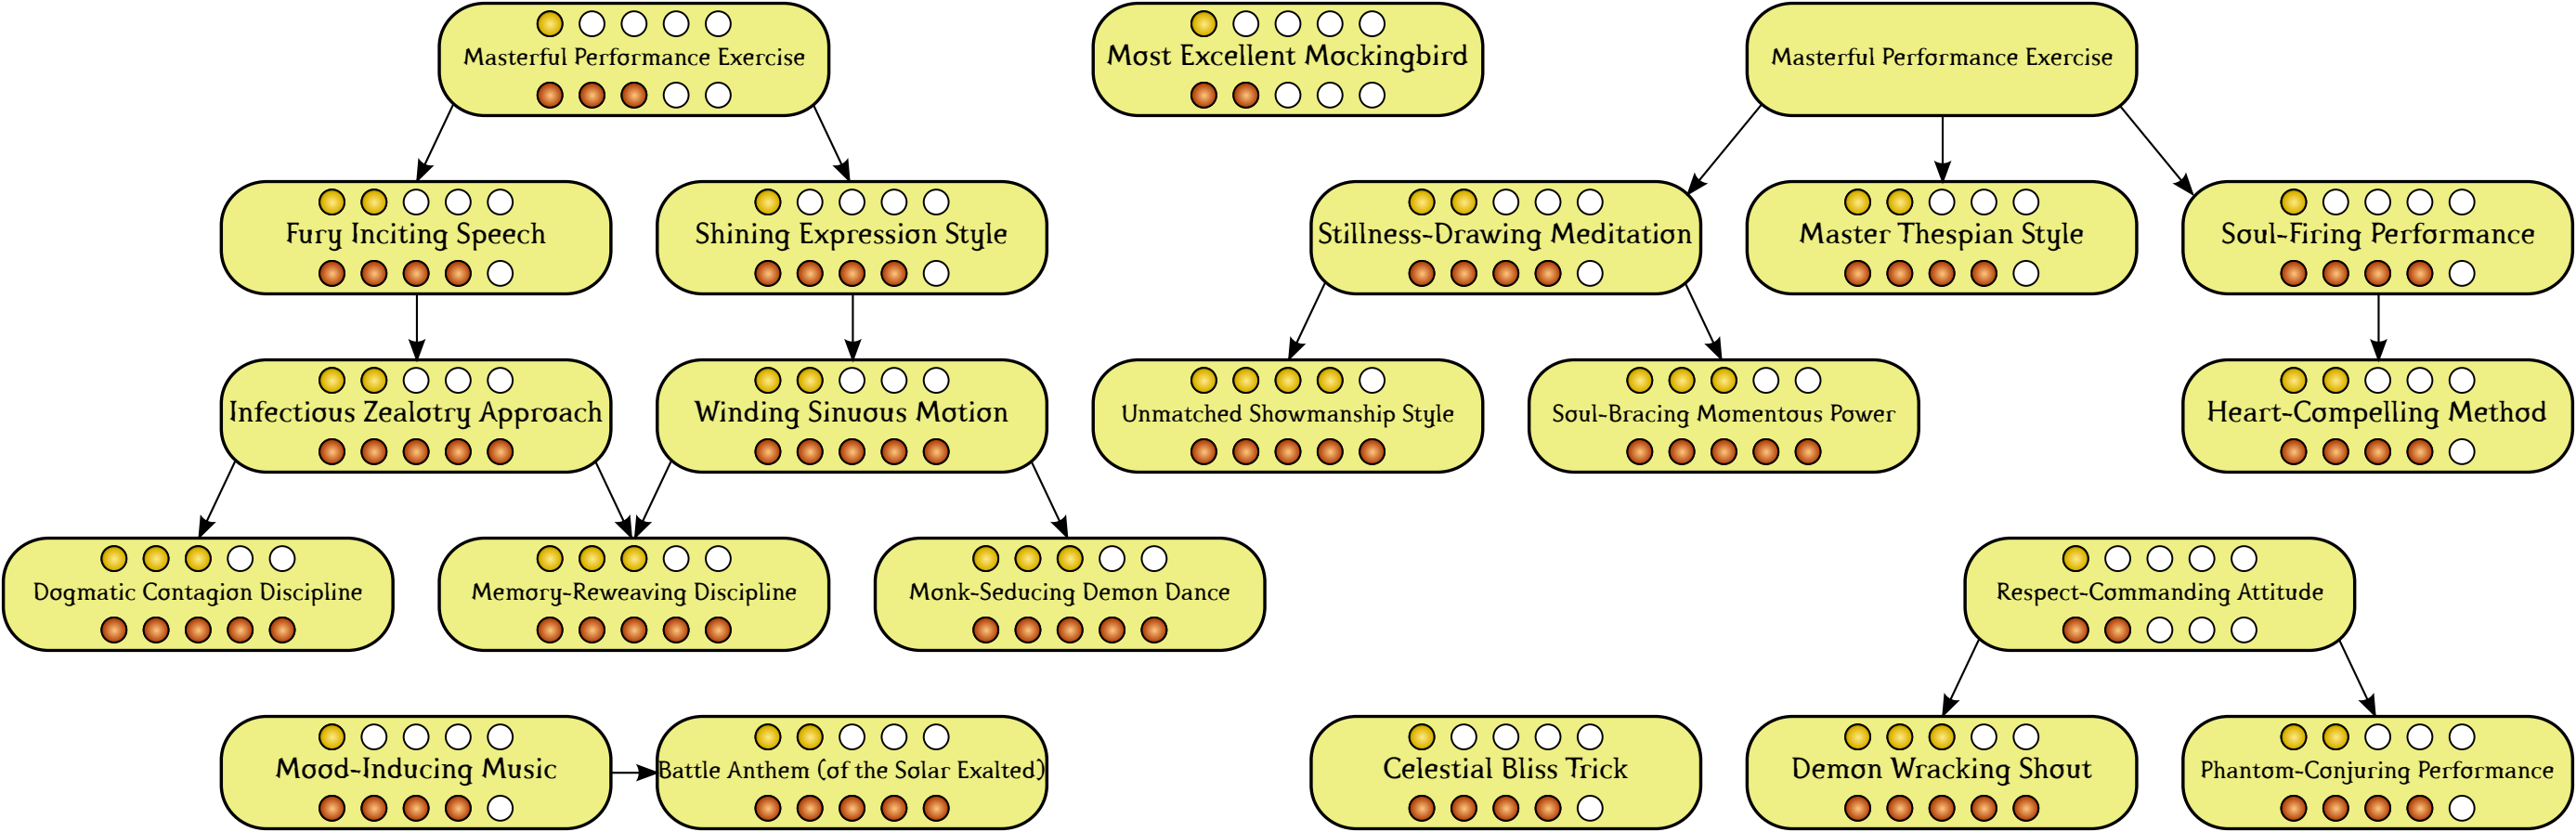 Masterful Performance Exercise
Most Excellent Mockingbird
Masterful Performance Exercise
Fury Inciting Speech
Shining Expression Style
Stillness-Drawing Meditation
Master Thespian Style
Soul-Firing Performance
Infectious Zealotry Approach
Winding Sinuous Motion
Unmatched Showmanship Style
Soul-Bracing Momentous Power
Heart-Compelling Method
Dogmatic Contagion Discipline
Memory-Reweaving Discipline
Monk-Seducing Demon Dance
Respect-Commanding Attitude
Mood-Inducing Music
Battle Anthem (of the Solar Exalted)
Celestial Bliss Trick
Demon Wracking Shout
Phantom-Conjuring Performance